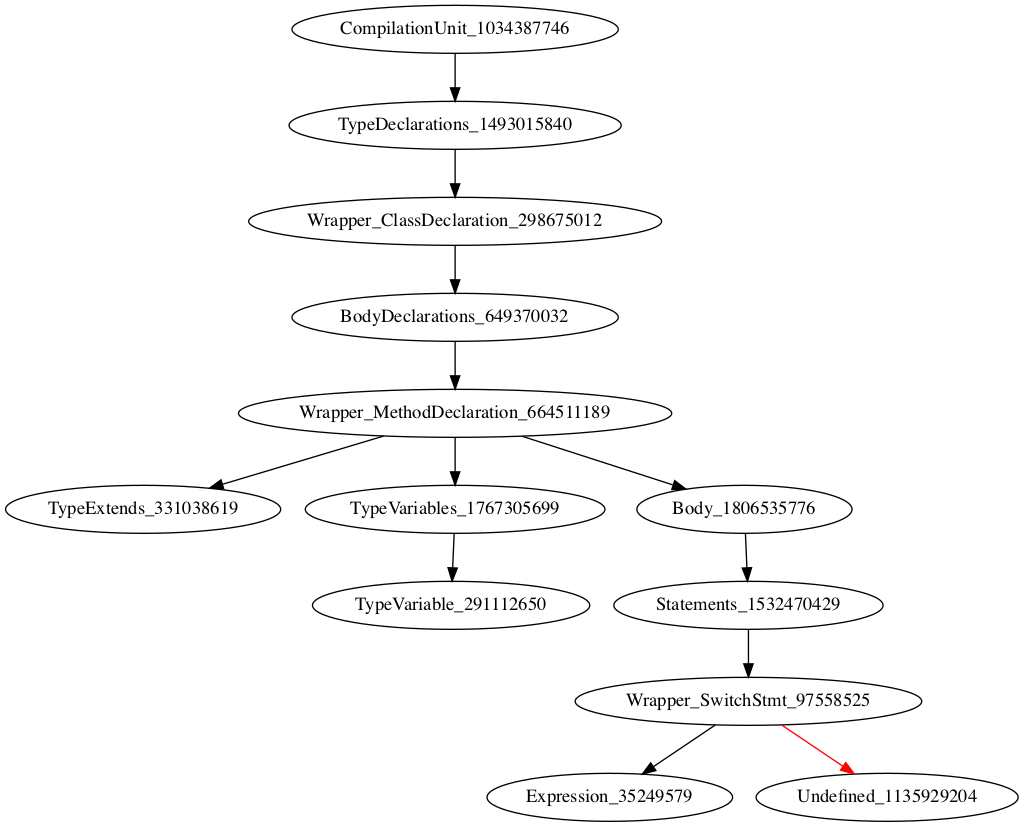 CompilationUnit_1034387746
TypeDeclarations_1493015840
Wrapper_ClassDeclaration_298675012
BodyDeclarations_649370032
Wrapper_MethodDeclaration_664511189
TypeExtends_331038619
TypeVariables_1767305699
Body_1806535776
TypeVariable_291112650
Statements_1532470429
Wrapper_SwitchStmt_97558525
Expression_35249579
Undefined_1135929204